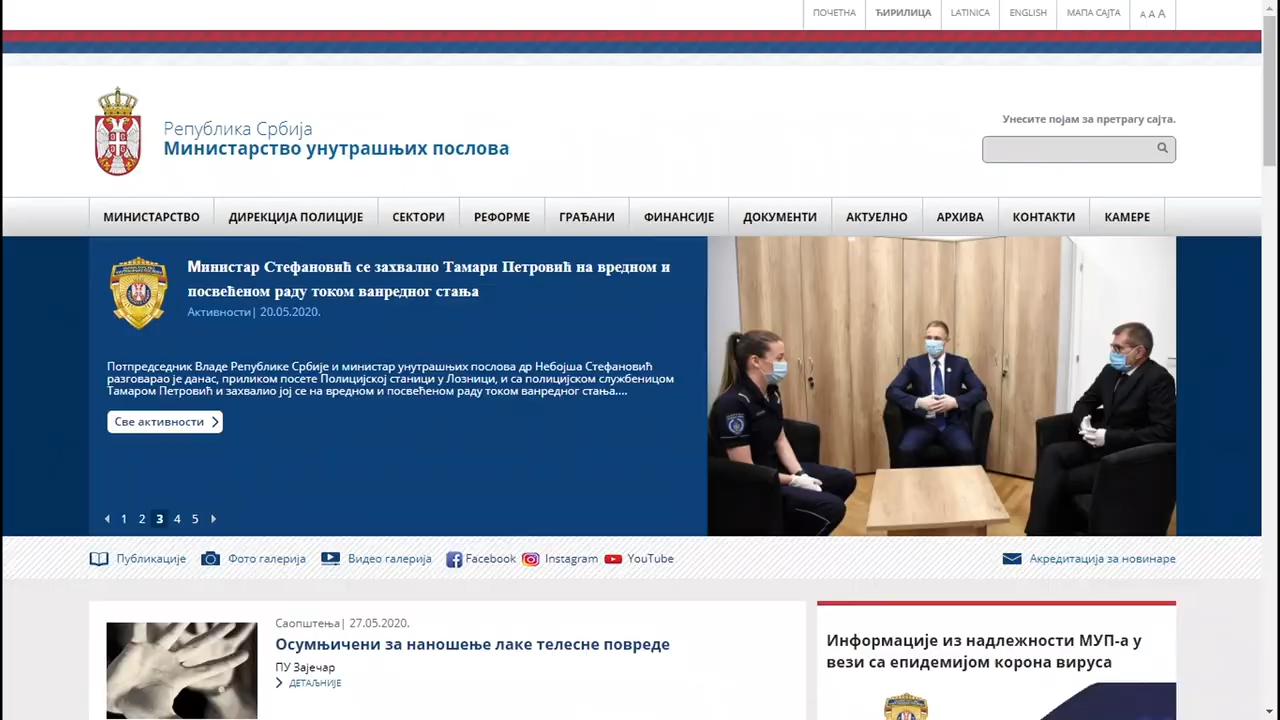 ПОЧЕТНА
ЋИРИЛИЦА
LATINICA
ENGLISH
МАПА САЈТА
A A A
Република Србија
Министарство унутрашњих послова
Унесите појам за претрагу сајта.
МИНИСТАРСТВО
ДИРЕКЦИЈА ПОЛИЦИЈЕ
СЕКТОРИ
РЕФОРМЕ
ГРАЂАНИ
ФИНАНСИЈЕ
ДОКУМЕНТИ
АКТУЕЛНО
АРХИВА
КОНТАКТИ
КАМЕРЕ
Министар Стефановић се захвалио Тамари Петровић на вредном и
посвећеном раду током ванредног стања
Активности| 20.05.2020.
Потпредседник Владе Републике Србије и министар унутрашњих послова др Небојша Стефановић
разговарао је данас, приликом посете Полицијској станици у Лозници, и са полицијском службеницом
Тамаром Петровић и захвалио јој се на вредном и посвећеном раду током ванредног стања....
Све активности
1 2 3 4 5
Публикације
Фото галерија
Видео галерија
Facebook
Instagram
YouTube
Акредитација за новинаре
Саопштења| 27.05.2020.
Осумњичени за наношење лаке телесне повреде
ПУ Зајечар
ДЕТАЉНИЈЕ
Информације из надлежности МУП-а у
вези са епидемијом корона вируса